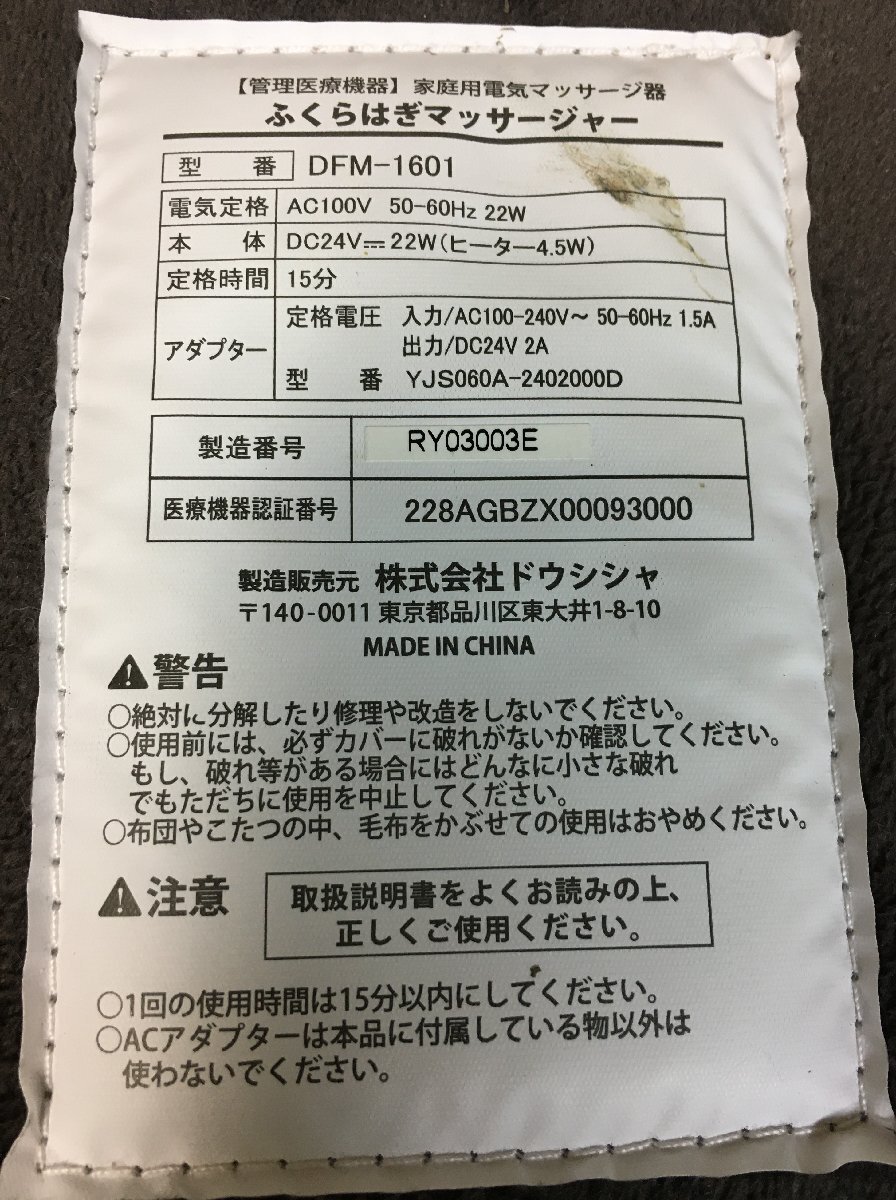 【管理医療機器】家庭用電気マッサージ器
ふくらはぎマッサージャー
型 番 DFM-1601
電気定格 AC100V 50-60Hz 22W
本 体 DC24V⎓22W(ヒーター4.5W)
定格時間 15分
アダプター 定格電圧 入力/AC100-240V～ 50-60Hz 1.5A
出力/DC24V 2A
型 番 YJS060A-2402000D
製造番号 RY03003E
医療機器認証番号 228AGBZX00093000
製造販売元 株式会社ドウシシャ
〒140-0011 東京都品川区東大井1-8-10
MADE IN CHINA
⚠警告
○絶対に分解したり修理や改造をしないでください。
○使用前には、必ずカバーに破れがないか確認してください。
もし、破れ等がある場合にはどんなに小さな破れ
でもただちに使用を中止してください。
○布団やこたつの中、毛布をかぶせての使用はおやめください。
⚠注意 取扱説明書をよくお読みの上、
正しくご使用ください。
○1回の使用時間は15分以内にしてください。
○ACアダプターは本品に付属している物以外は
使わないでください。